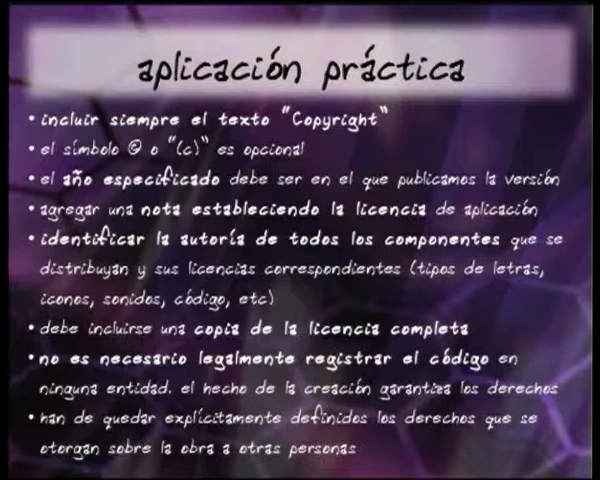 aplicación práctica
• incluir siempre el texto "Copyright"
• el símbolo © o "(c)" es opcional
• el año especificado debe ser en el que publicamos la versión
• agregar una nota estableciendo la licencia de aplicación
• identificar la autoría de todos los componentes que se
distribuyan y sus licencias correspondientes (tipos de letras,
iconos, sonidos, código, etc)
• debe incluirse una copia de la licencia completa
• no es necesario legalmente registrar el código en
ninguna entidad. el hecho de la creación garantiza los derechos
• han de quedar explícitamente definidos los derechos que se
otorgan sobre la obra a otras personas